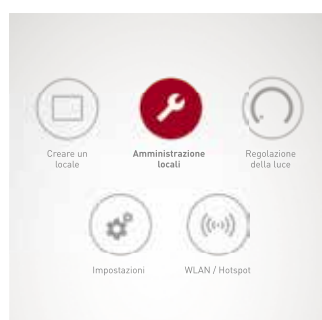 Creare un
locale
Amministrazione
locali
Regolazione
della luce
Impostazioni
WLAN / Hotspot